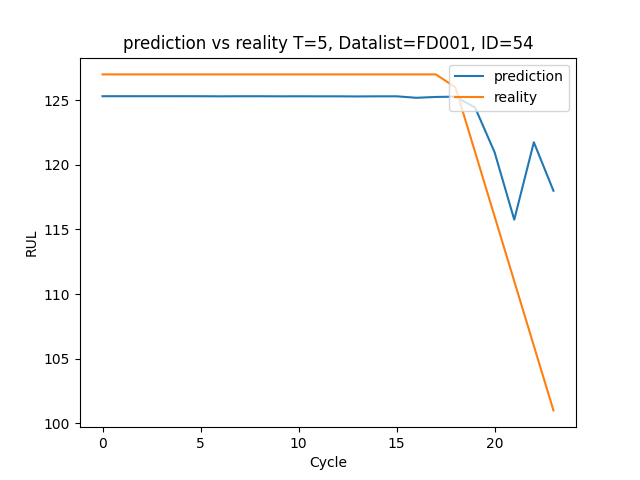 prediction vs reality T=5, Datalist=FD001, ID=54
prediction
reality
125
120
115
110
105
100
RUL
0 5 10 15 20
Cycle